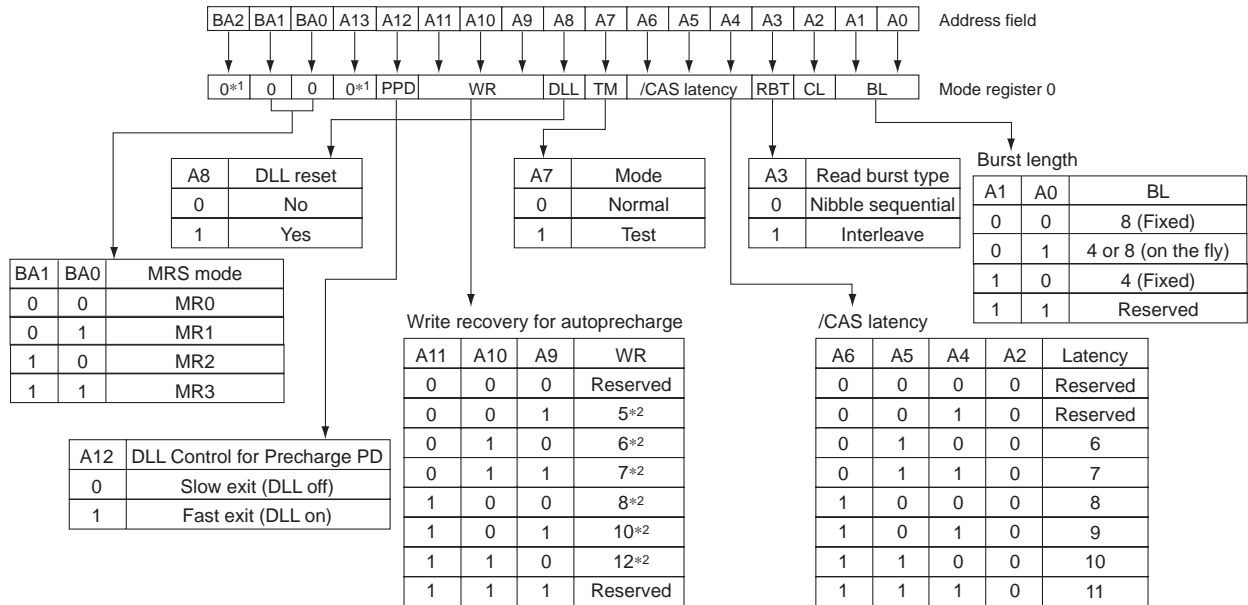 BA2 BA1 BA0 A13 A12 A11 A10 A9 A8 A7 A6 A5 A4 A3 A2 A1 A0 Address field
0*1 0 0 0*1 PPD WR DLL TM /CAS latency RBT CL BL Mode register 0
A8 DLL reset
0 No
1 Yes
A7 Mode
0 Normal
1 Test
A3 Read burst type
0 Nibble sequential
1 Interleave
Burst length
A1 A0 BL
0 0 8 (Fixed)
0 1 4 or 8 (on the fly)
1 0 4 (Fixed)
1 1 Reserved
BA1 BA0 MRS mode
0 0 MR0
0 1 MR1
1 0 MR2
1 1 MR3
A12 DLL Control for Precharge PD
0 Slow exit (DLL off)
1 Fast exit (DLL on)
Write recovery for autoprecharge
A11 A10 A9 WR
0 0 0 Reserved
0 0 1 5*2
0 1 0 6*2
0 1 1 7*2
1 0 0 8*2
1 0 1 10*2
1 1 0 12*2
1 1 1 Reserved
/CAS latency
A6 A5 A4 A2 Latency
0 0 0 0 Reserved
0 0 1 0 Reserved
0 1 0 0 6
0 1 1 0 7
1 0 0 0 8
1 0 1 0 9
1 1 0 0 10
1 1 1 0 11